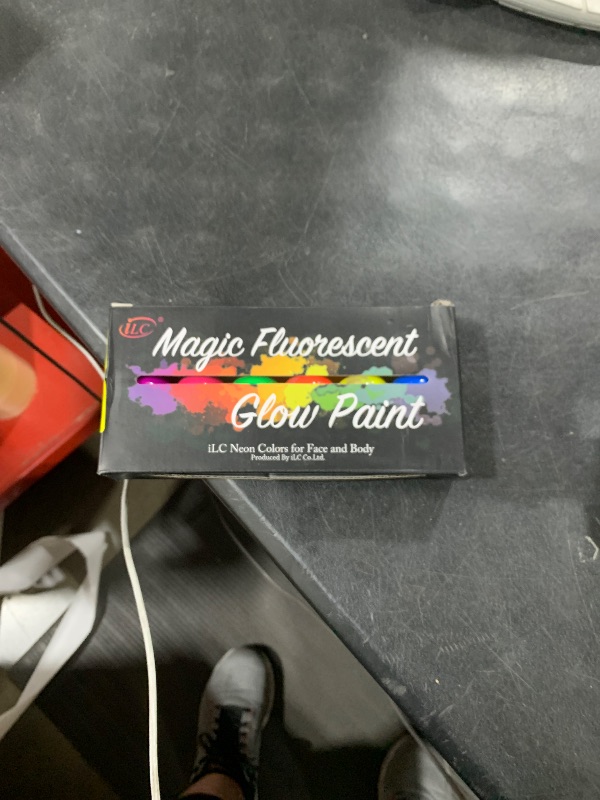 iLC®
Magic Fluorescent
Glow Paint
iLC Neon Colors for Face and Body
Produced By iLC Co.Ltd.